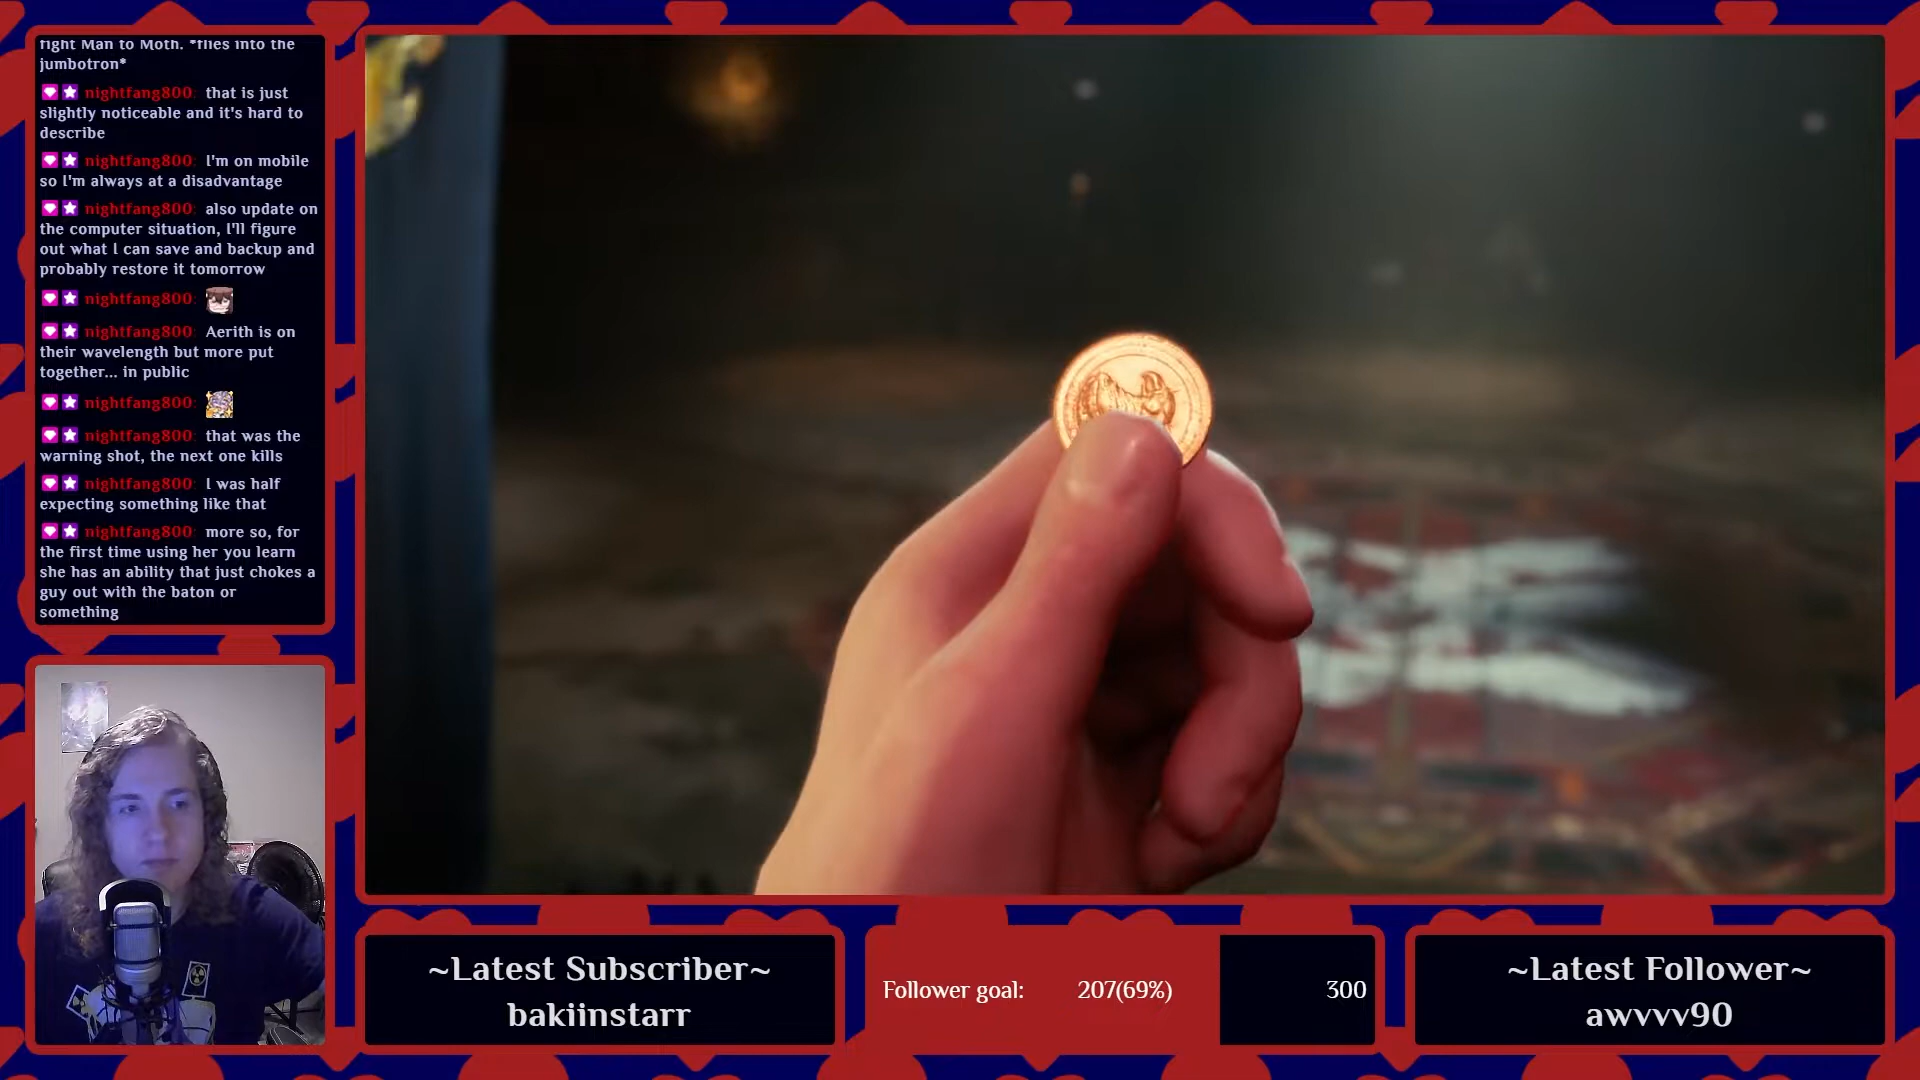 fight Man to Moth. *flies into the
jumbotron*
nightfang800: that is just
slightly noticeable and it's hard to
describe
nightfang800: I'm on mobile
so I'm always at a disadvantage
nightfang800: also update on
the computer situation, I'll figure
out what I can save and backup and
probably restore it tomorrow
nightfang800:
nightfang800: Aerith is on
their wavelength but more put
together... in public
nightfang800:
nightfang800: that was the
warning shot, the next one kills
nightfang800: I was half
expecting something like that
nightfang800: more so, for
the first time using her you learn
she has an ability that just chokes a
guy out with the baton or
something
~Latest Subscriber~
bakiinstarr
Follower goal: 207(69%) 300
~Latest Follower~
awvvv90